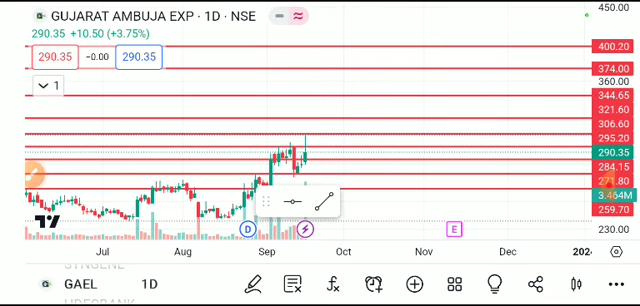 GUJARAT AMBUJA EXP · 1D · NSE
290.35 +10.50 (+3.75%)
290.35 −0.00 290.35
1
450.00
400.20
374.00
360.00
344.65
321.60
306.60
295.20
290.35
284.15
271.80
3.464M
259.70
230.00
D
E
Jul Aug Sep Oct Nov Dec
SYNGENE
GAEL 1D